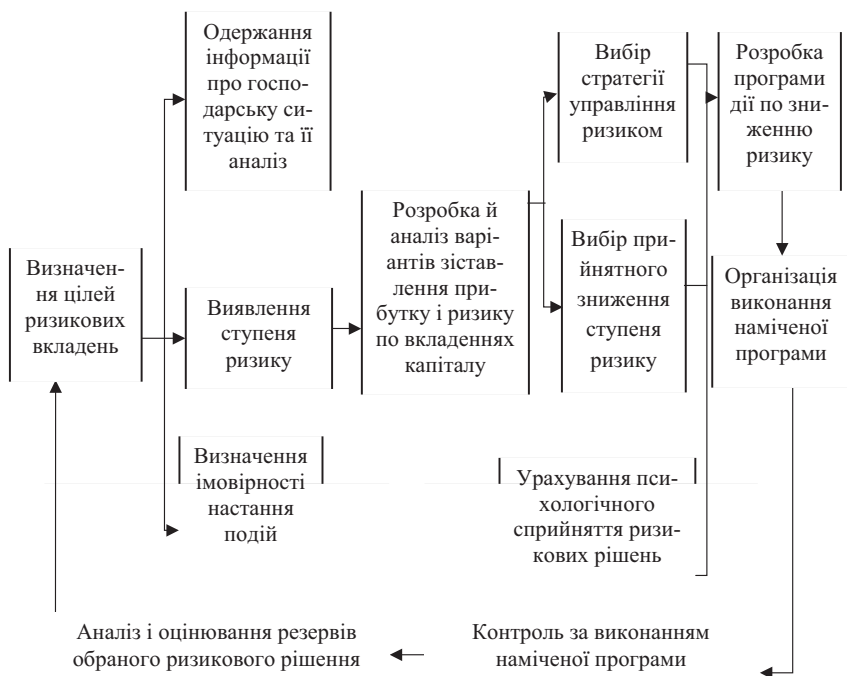 Одержання
інформації
про госпо-
дарську си-
туацію та її
аналіз
Вибір
стратегії
управління
ризиком
Розробка
програми
дії по зни-
женню
ризику
Визначен-
ня цілей
ризикових
вкладень
Виявлення
ступеня
ризику
Розробка й
аналіз варі-
антів зістав-
лення при-
бутку і ризику
по вкладеннях
капіталу
Вибір при-
йнятного
зниження
ступеня
ризику
Організація
виконання
наміченої
програми
Визначення
імовірності
настання
подій
Урахування пси-
хологічного
сприйняття ризи-
кових рішень
Аналіз і оцінювання резервів
обраного ризикового рішення
Контроль за виконанням
наміченої програми